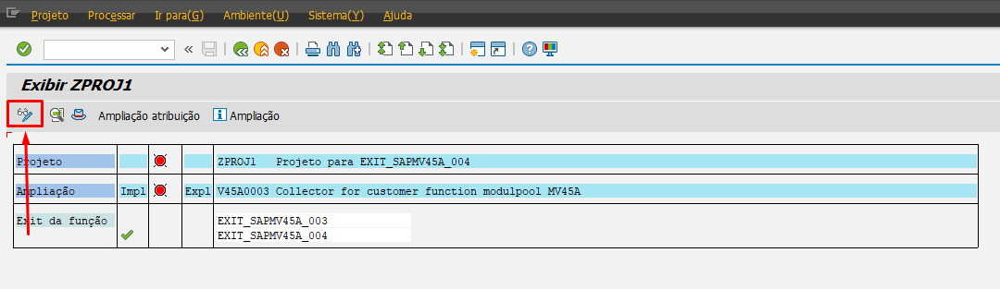 Projeto Processar Ir para(G) Ambiente(U) Sistema(Y) Ajuda
Exibir ZPROJ1
Ampliação atribuição Ampliação
Projeto ZPROJ1 Projeto para EXIT_SAPMV45A_004
Ampliação Impl Expl V45A0003 Collector for customer function modulpool MV45A
Exit da função EXIT_SAPMV45A_003
EXIT_SAPMV45A_004